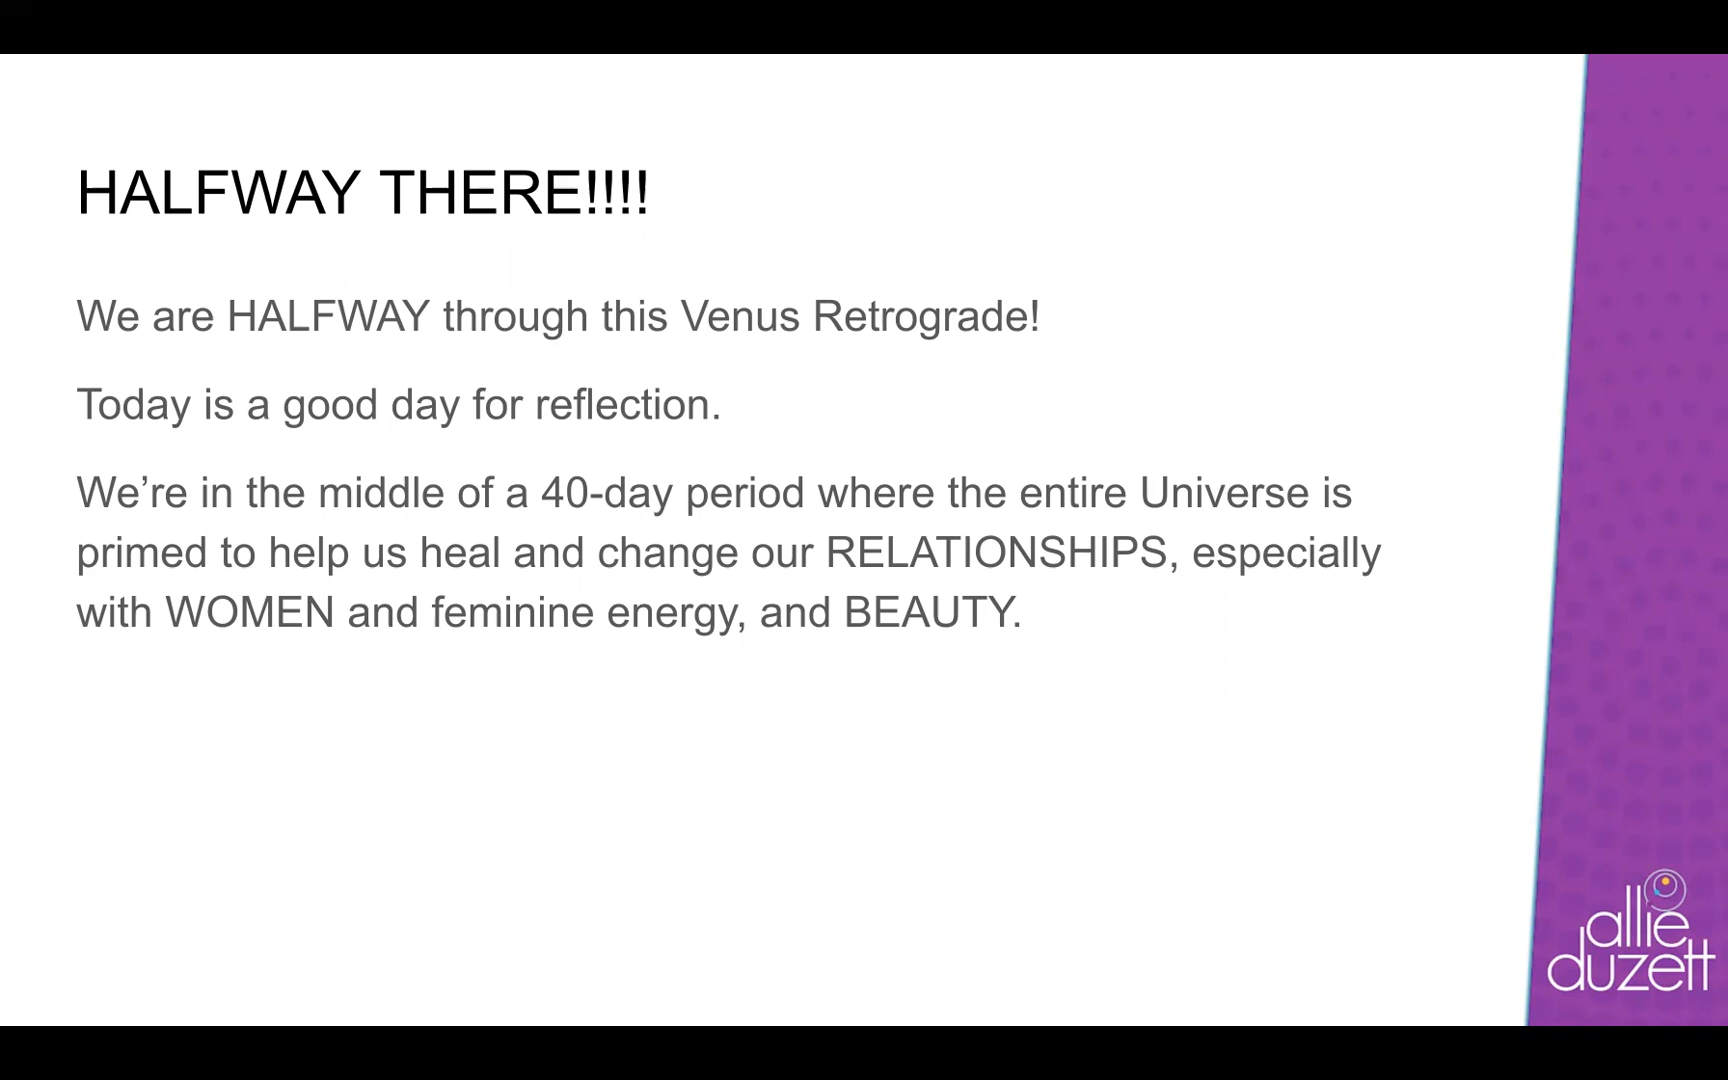 HALFWAY THERE!!!!
We are HALFWAY through this Venus Retrograde!
Today is a good day for reflection.
We’re in the middle of a 40-day period where the entire Universe is
primed to help us heal and change our RELATIONSHIPS, especially
with WOMEN and feminine energy, and BEAUTY.
allie
duzett